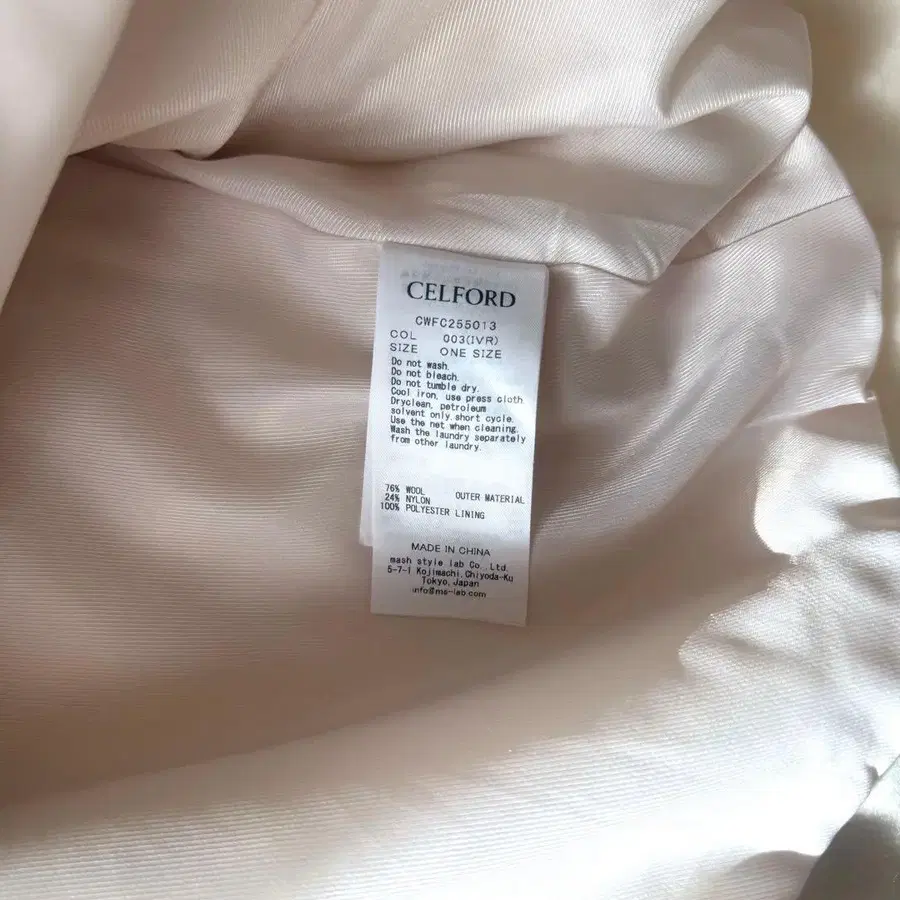 CELFORD
CWFC255013
COL 003(IVR)
SIZE ONE SIZE
Do not wash.
Do not bleach.
Do not tumble dry.
Cool iron, use press cloth
Dryclean, petroleum
solvent only, short cycle.
Use the net when cleaning.
Wash the laundry separately
from other laundry.
76% WOOL
24% NYLON OUTER MATERIAL
100% POLYESTER LINING
MADE IN CHINA
mash style lab Co., Ltd.
5-7-1 Kojimachi, Chiyoda-Ku
Tokyo, Japan
info@ms-lab.com